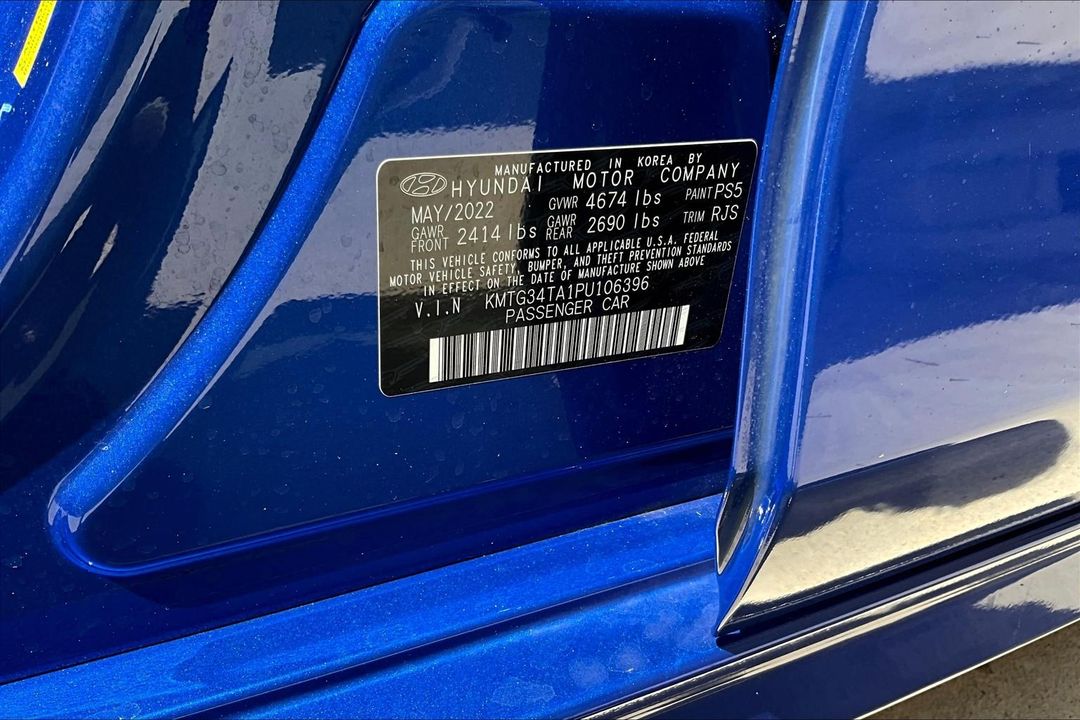 MANUFACTURED IN KOREA BY
HYUNDAI MOTOR COMPANY
MAY/2022 GVWR 4674 lbs PAINT PS5
GAWR FRONT 2414 lbs GAWR REAR 2690 lbs TRIM RJS
THIS VEHICLE CONFORMS TO ALL APPLICABLE U.S.A. FEDERAL
MOTOR VEHICLE SAFETY, BUMPER, AND THEFT PREVENTION STANDARDS
IN EFFECT ON THE DATE OF MANUFACTURE SHOWN ABOVE
V.I.N KMTG34TA1PU106396
PASSENGER CAR